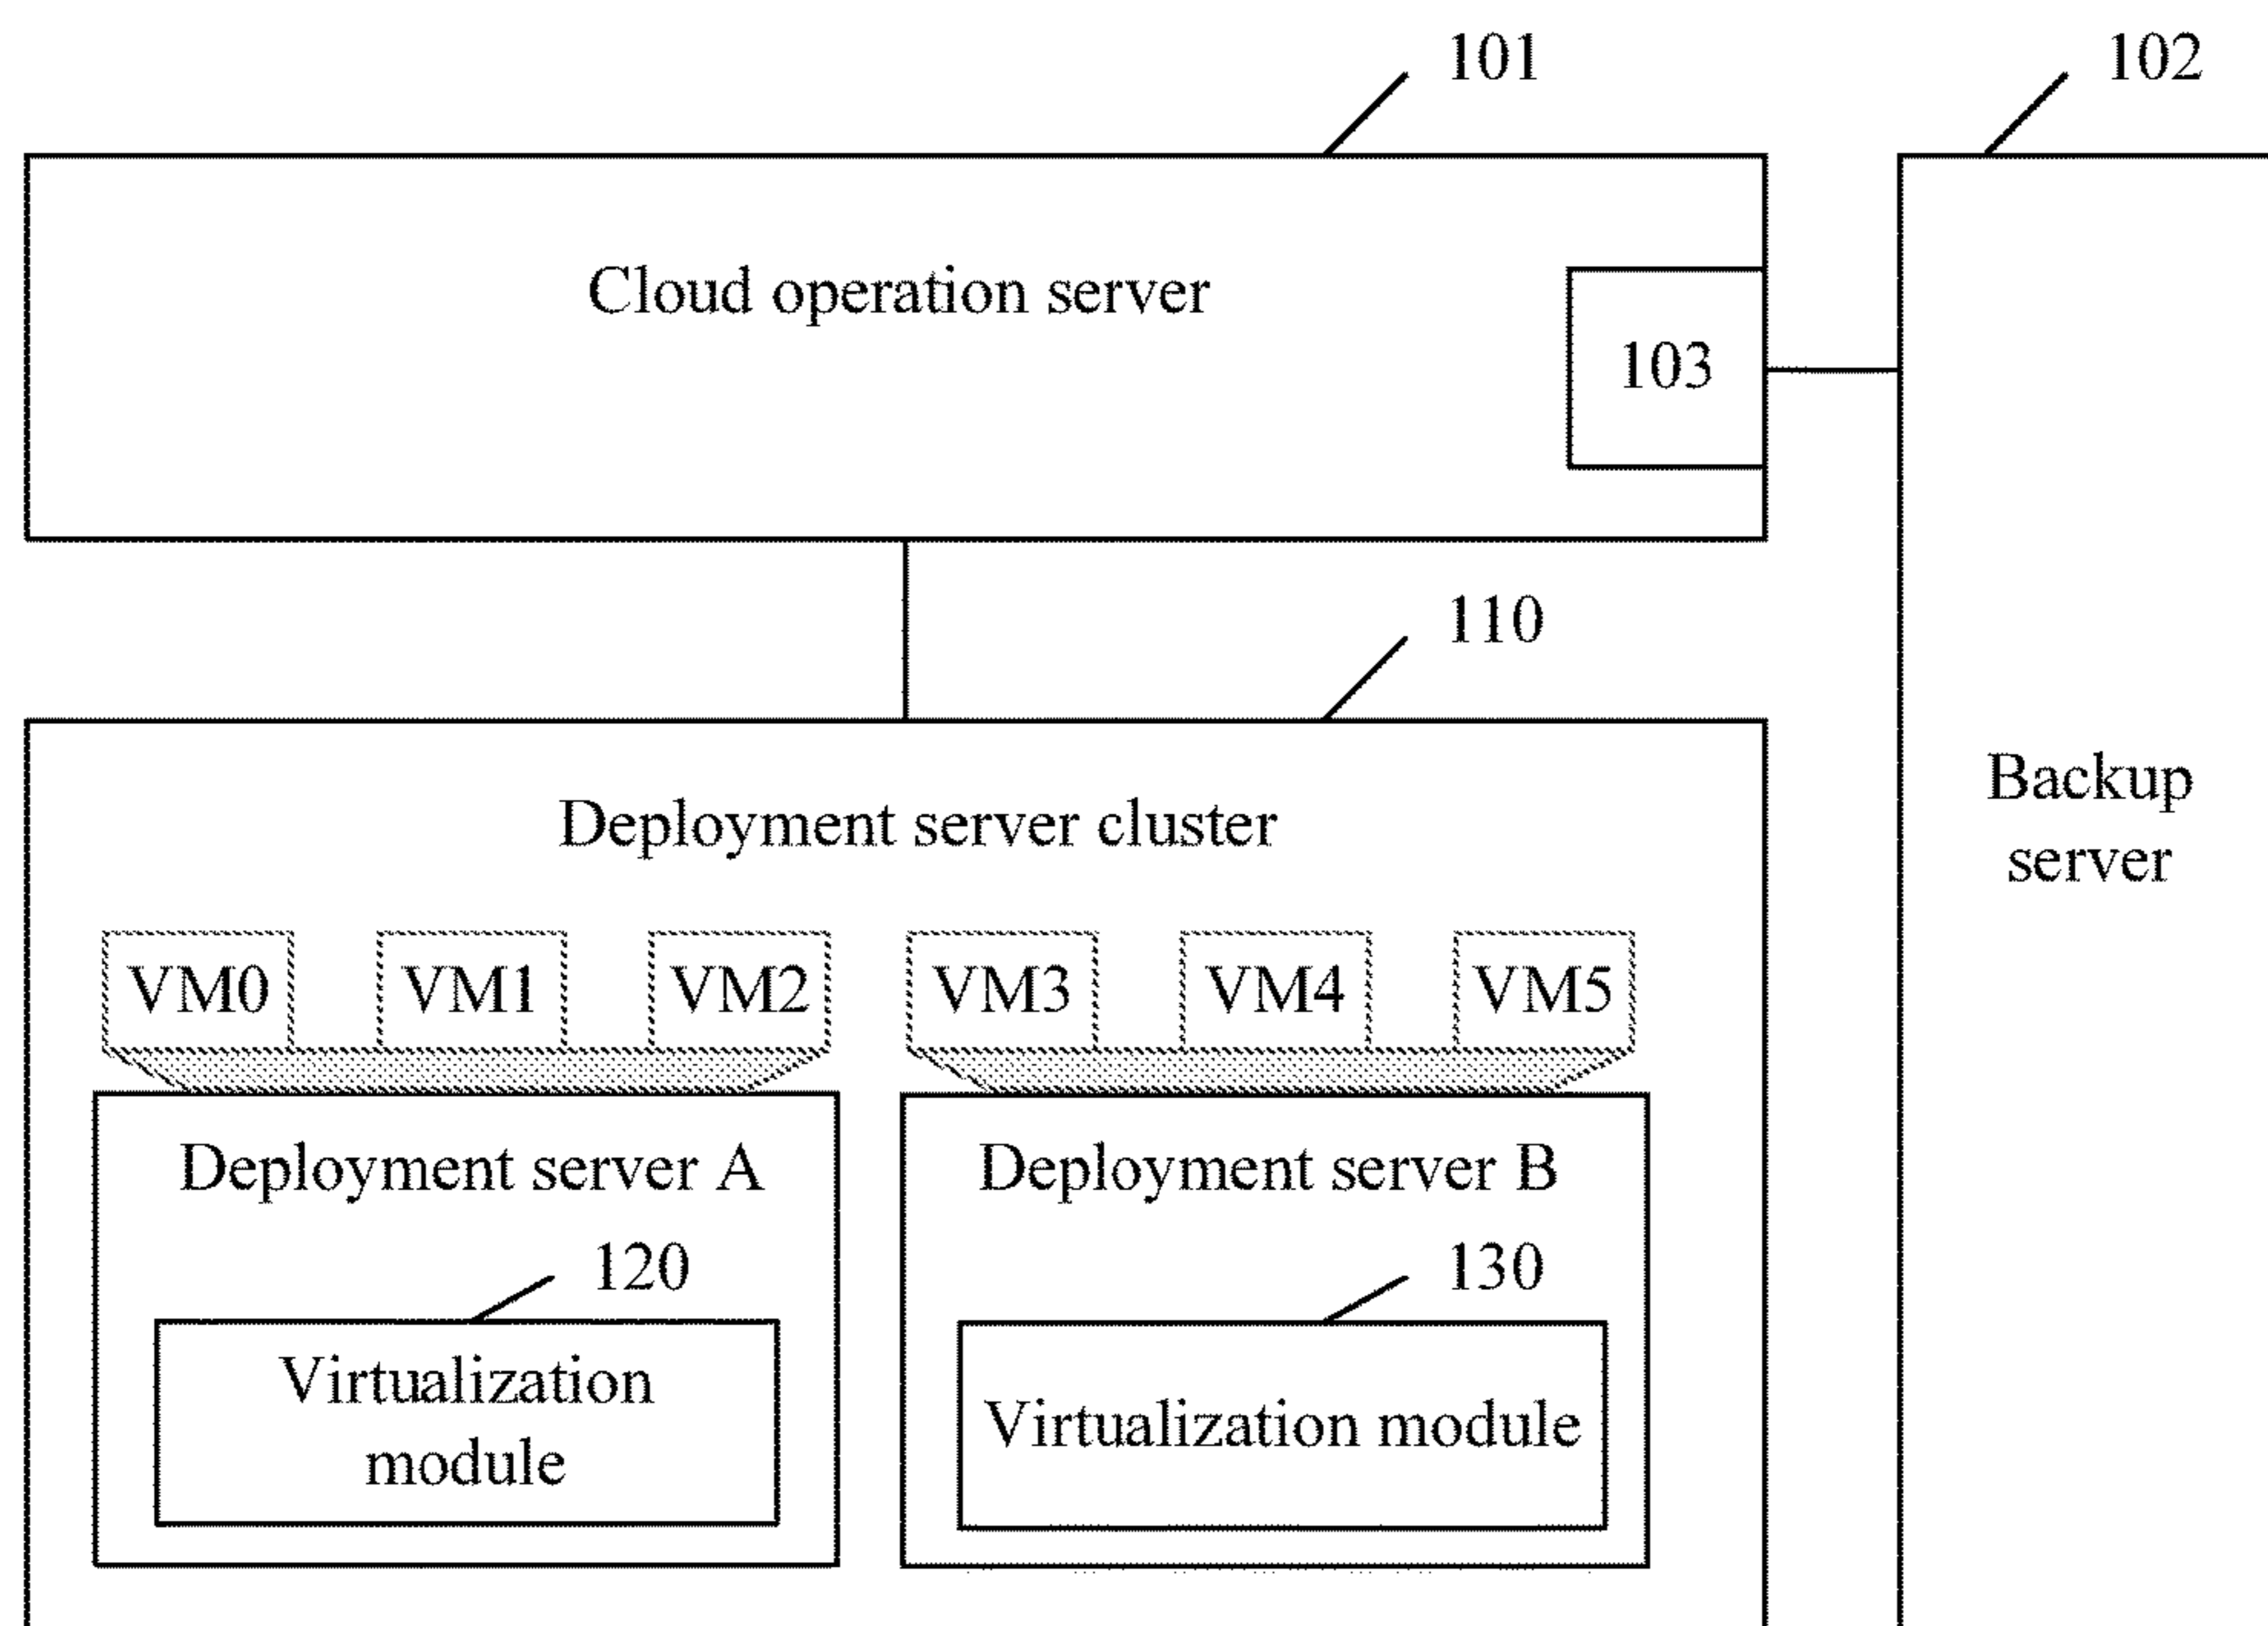 101
102
Cloud operation server
103
110
Deployment server cluster
Backup
server
VM0 VM1 VM2 VM3 VM4 VM5
Deployment server A
Deployment server B
120
130
Virtualization
module
Virtualization module